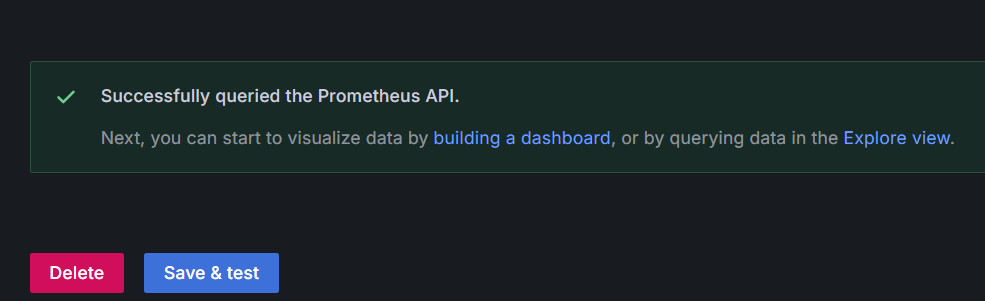 Successfully queried the Prometheus API.
Next, you can start to visualize data by building a dashboard, or by querying data in the Explore view.
Delete
Save & test